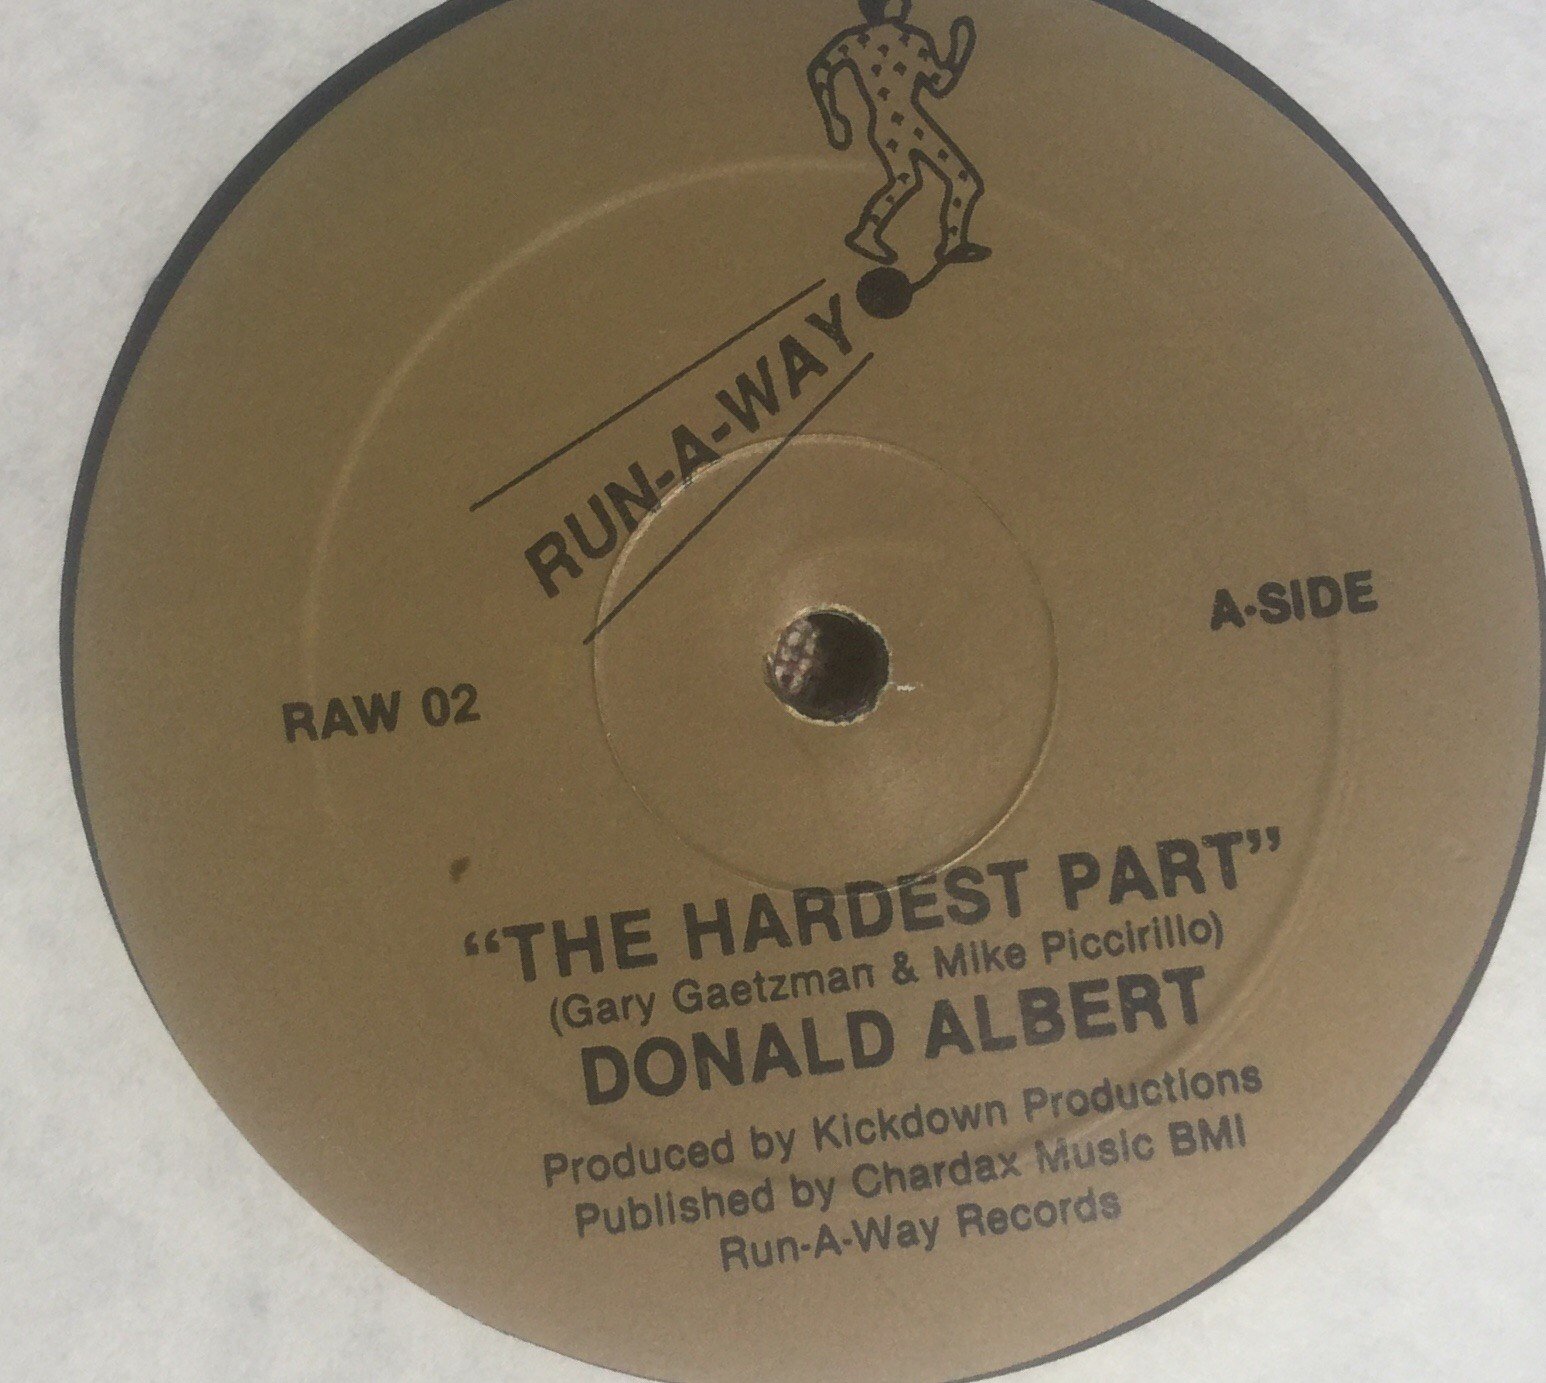 RUN-A-WAY
A-SIDE
RAW 02
“THE HARDEST PART”
(Gary Gaetzman & Mike Piccirillo)
DONALD ALBERT
Produced by Kickdown Productions
Published by Chardax Music BMI
Run-A-Way Records